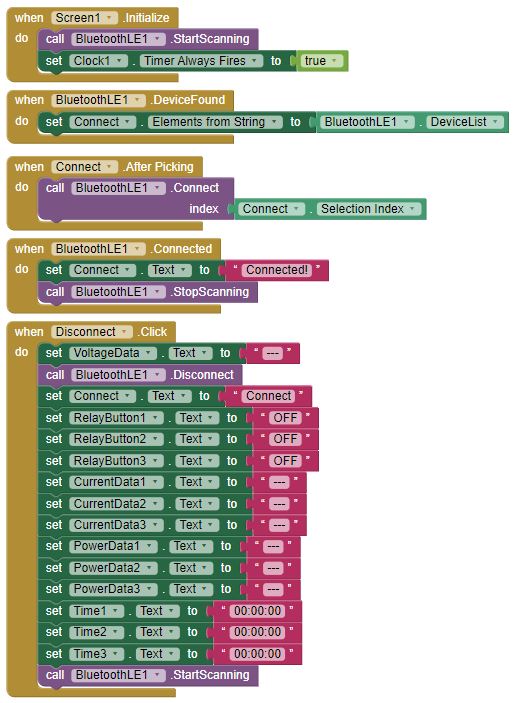 when Screen1 .Initialize
do call BluetoothLE1 .StartScanning
set Clock1 . Timer Always Fires to true
when BluetoothLE1 .DeviceFound
do set Connect . Elements from String to BluetoothLE1 . DeviceList
when Connect .After Picking
do call BluetoothLE1 .Connect
index Connect . Selection Index
when BluetoothLE1 .Connected
do set Connect . Text to “ Connected! ”
call BluetoothLE1 .StopScanning
when Disconnect .Click
do set VoltageData . Text to “ --- ”
call BluetoothLE1 .Disconnect
set Connect . Text to “ Connect ”
set RelayButton1 . Text to “ OFF ”
set RelayButton2 . Text to “ OFF ”
set RelayButton3 . Text to “ OFF ”
set CurrentData1 . Text to “ --- ”
set CurrentData2 . Text to “ --- ”
set CurrentData3 . Text to “ --- ”
set PowerData1 . Text to “ --- ”
set PowerData2 . Text to “ --- ”
set PowerData3 . Text to “ --- ”
set Time1 . Text to “ 00:00:00 ”
set Time2 . Text to “ 00:00:00 ”
set Time3 . Text to “ 00:00:00 ”
call BluetoothLE1 .StartScanning